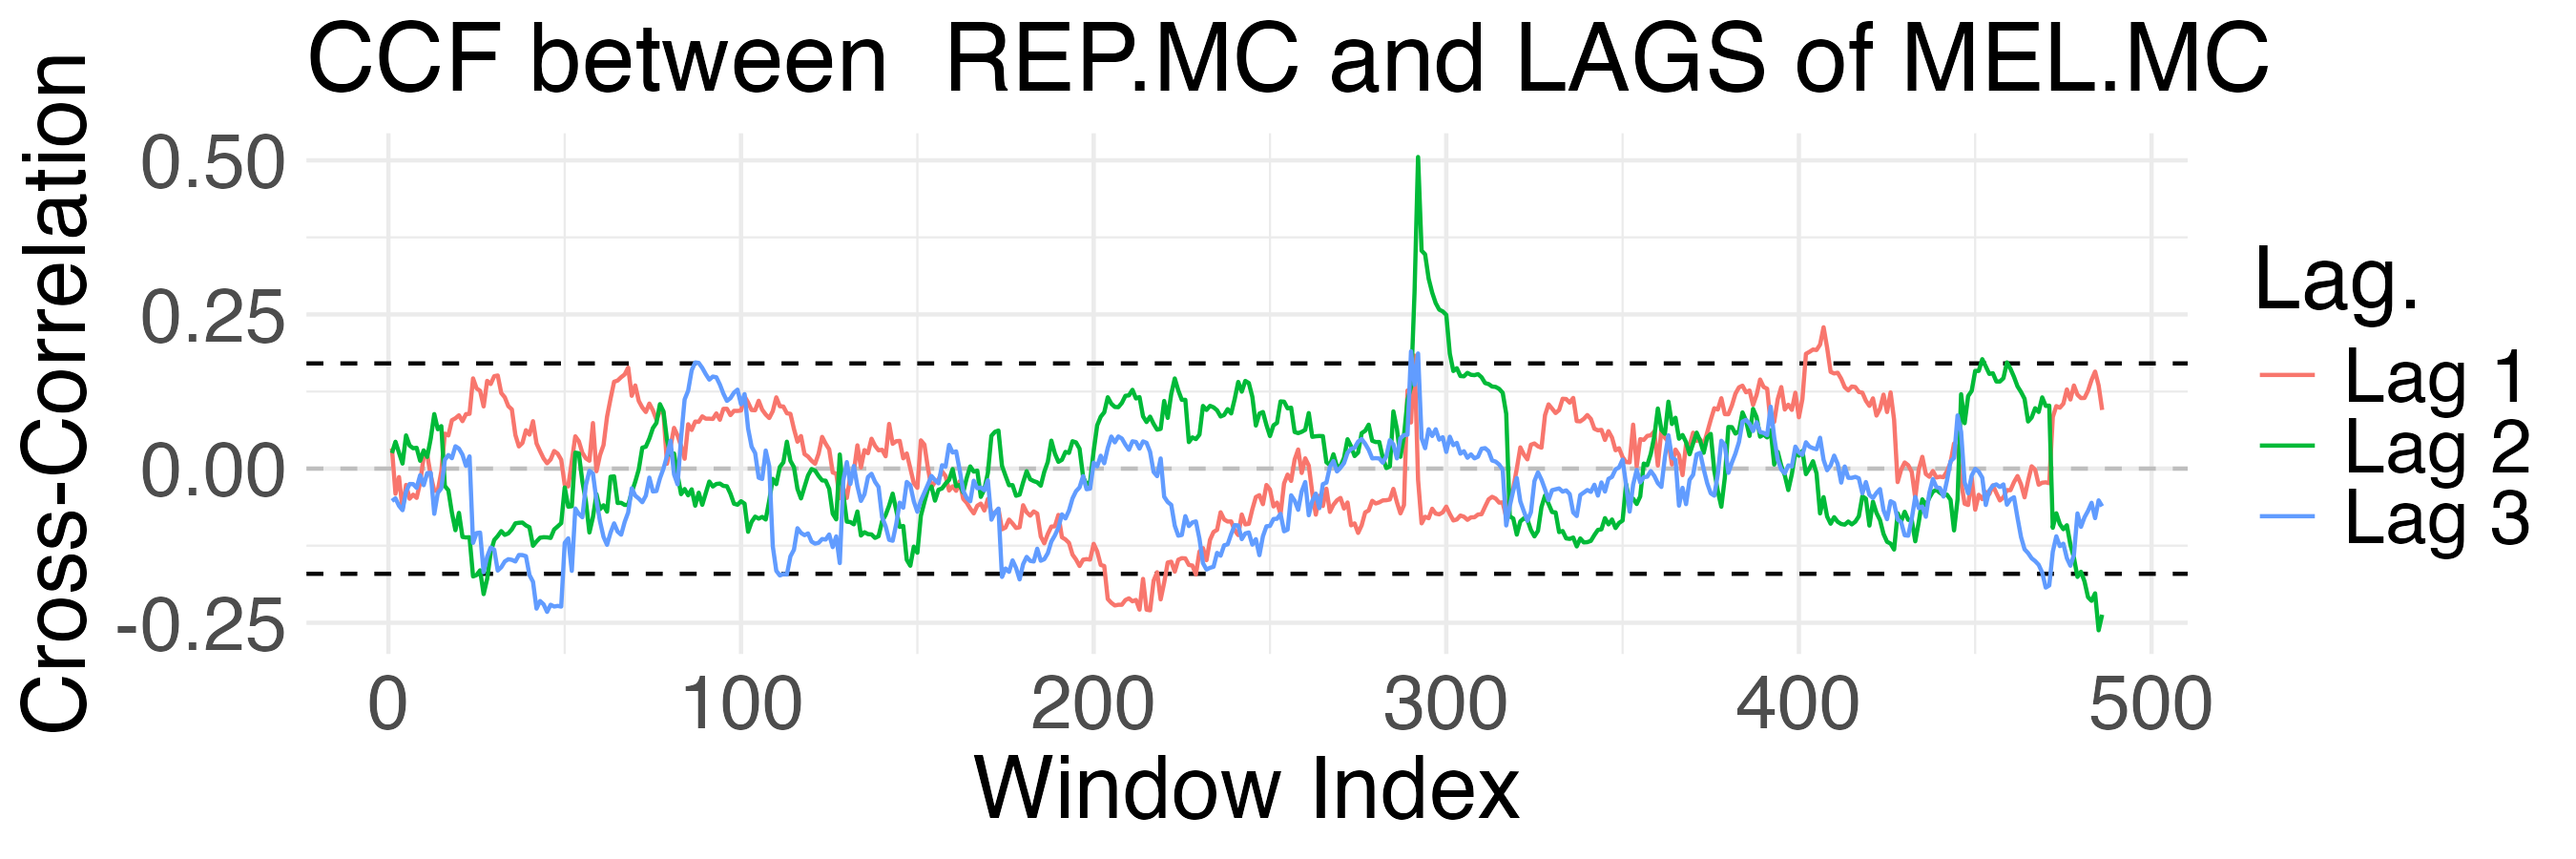 CCF between  REP.MC and LAGS of MEL.MC
Cross-Correlation
0.50
0.25
0.00
-0.25
0
100
200
300
400
500
Window Index
Lag.
Lag 1
Lag 2
Lag 3